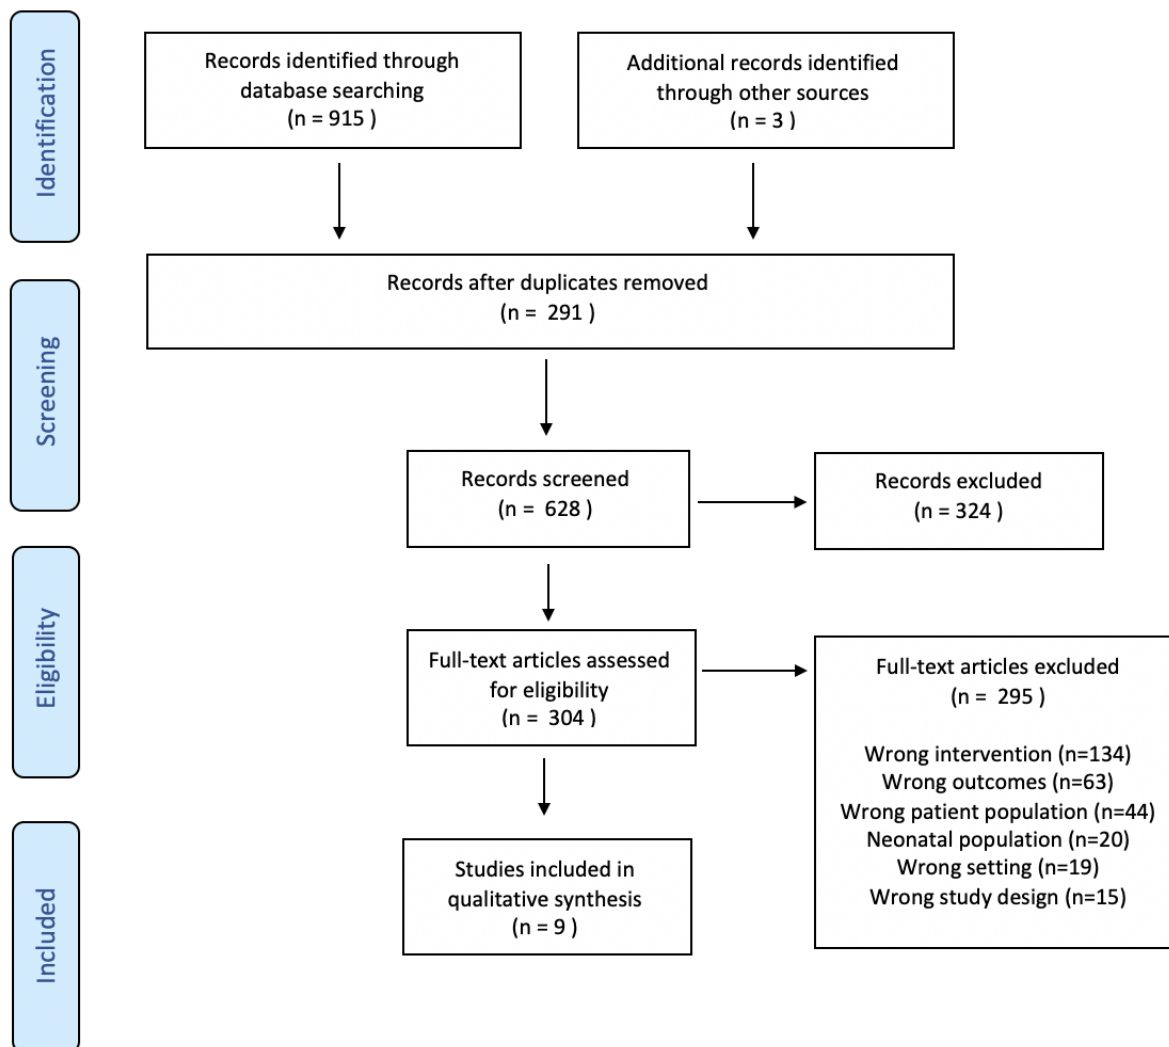 Identification
Records identified through
database searching
(n = 915 )
Additional records identified
through other sources
(n = 3 )
Screening
Records after duplicates removed
(n =  291 )
Records screened
(n =  628 )
Records excluded
(n = 324 )
Eligibility
Full-text articles assessed
for eligibility
(n =  304 )
Full-text articles excluded
(n =  295 )
Wrong intervention (n=134)
Wrong outcomes (n=63)
Wrong patient population (n=44)
Neonatal population (n=20)
Wrong setting (n=19)
Wrong study design (n=15)
Included
Studies included in
qualitative synthesis
(n = 9 )